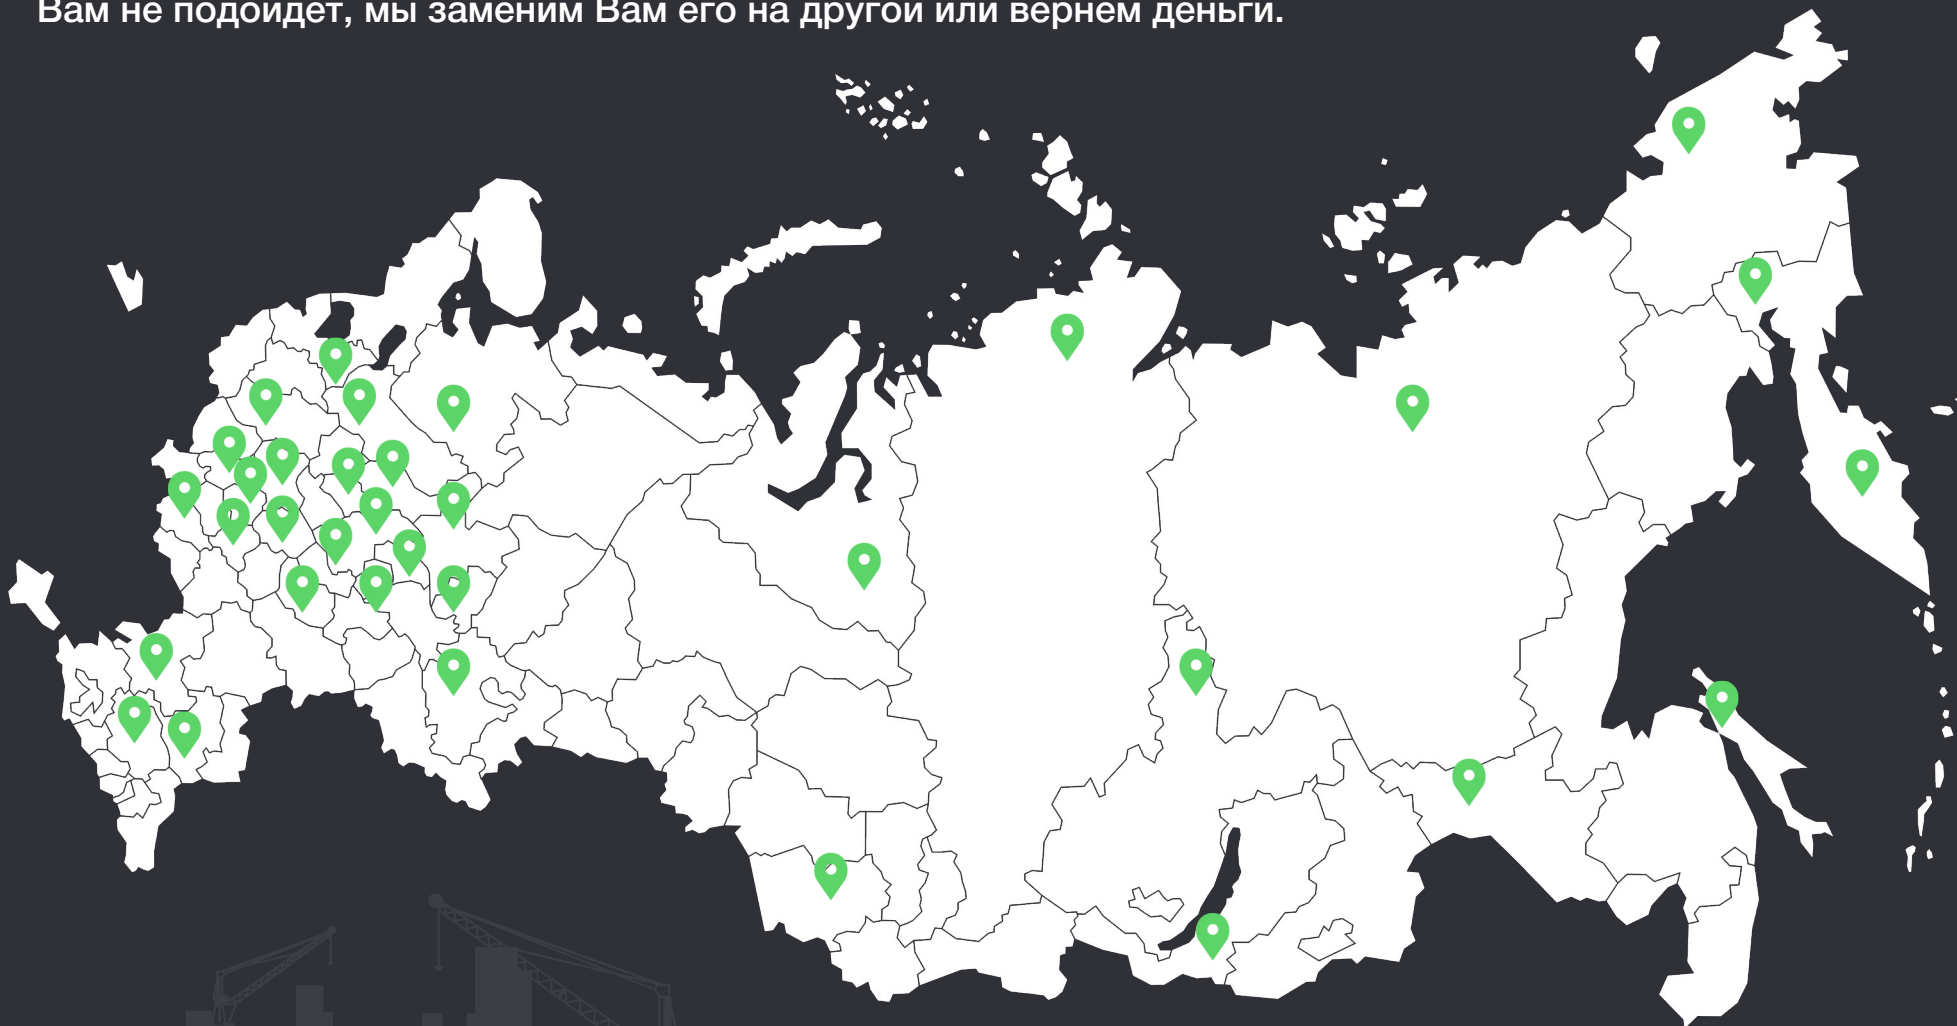 Вам не подойдет, мы заменим Вам его на другой или вернем деньги.